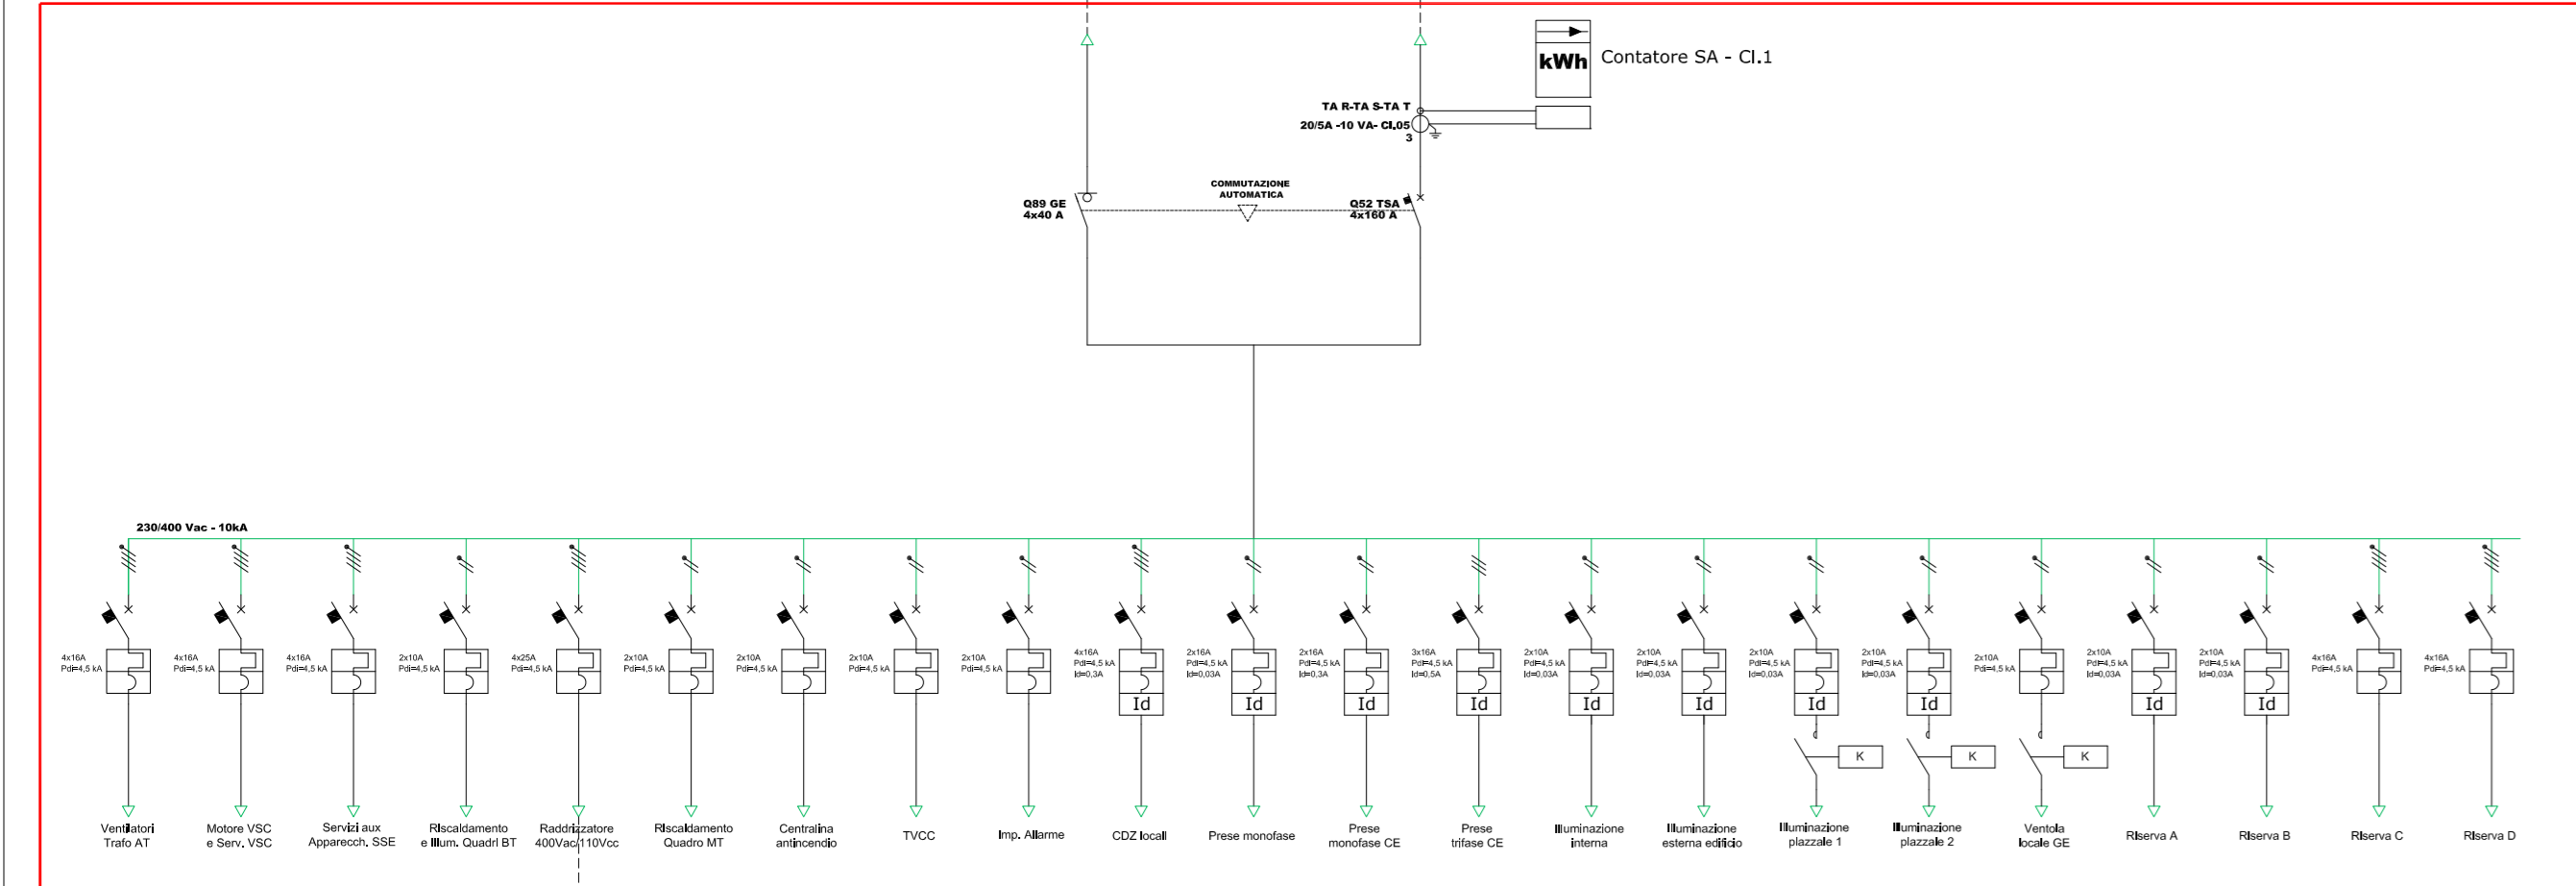 kWh
Contatore SA - Cl.1
TA R-TA S-TA T
20/5A -10 VA- Cl.05
3
COMMUTAZIONE
AUTOMATICA
Q89 GE
4x40 A
Q52 TSA
4x160 A
230/400 Vac - 10kA
4x16A
Pdi=4,5 kA
4x16A
Pdi=4,5 kA
4x16A
Pdi=4,5 kA
2x10A
Pdi=4,5 kA
4x25A
Pdi=4,5 kA
2x10A
Pdi=4,5 kA
2x10A
Pdi=4,5 kA
2x10A
Pdi=4,5 kA
2x10A
Pdi=4,5 kA
4x16A
Pdi=4,5 kA
Id=0,3A
Id
2x16A
Pdi=4,5 kA
Id=0,03A
Id
2x16A
Pdi=4,5 kA
Id=0,3A
Id
3x16A
Pdi=4,5 kA
Id=0,5A
Id
2x10A
Pdi=4,5 kA
Id=0,03A
Id
2x10A
Pdi=4,5 kA
Id=0,03A
Id
2x10A
Pdi=4,5 kA
Id=0,03A
Id
2x10A
Pdi=4,5 kA
Id=0,03A
Id
2x10A
Pdi=4,5 kA
2x10A
Pdi=4,5 kA
Id=0,03A
Id
2x10A
Pdi=4,5 kA
Id=0,03A
Id
4x16A
Pdi=4,5 kA
4x16A
Pdi=4,5 kA
K
K
K
Ventilatori
Trafo AT
Motore VSC
e Serv. VSC
Servizi aux
Apparecch. SSE
Riscaldamento
e Illum. Quadri BT
Raddrizzatore
400Vac/110Vcc
Riscaldamento
Quadro MT
Centralina
antincendio
TVCC
Imp. Allarme
CDZ locali
Prese monofase
Prese
monofase CE
Prese
trifase CE
Illuminazione
interna
Illuminazione
esterna edificio
Illuminazione
piazzale 1
Illuminazione
piazzale 2
Ventola
locale GE
Riserva A
Riserva B
Riserva C
Riserva D